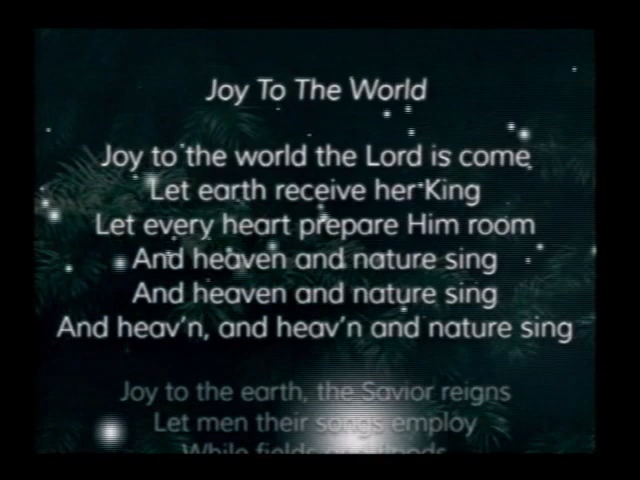 Joy To The World
Joy to the world the Lord is come
Let earth receive her King
Let every heart prepare Him room
And heaven and nature sing
And heaven and nature sing
And heav'n, and heav'n and nature sing
Joy to the earth, the Savior reigns
Let men their songs employ
While fields